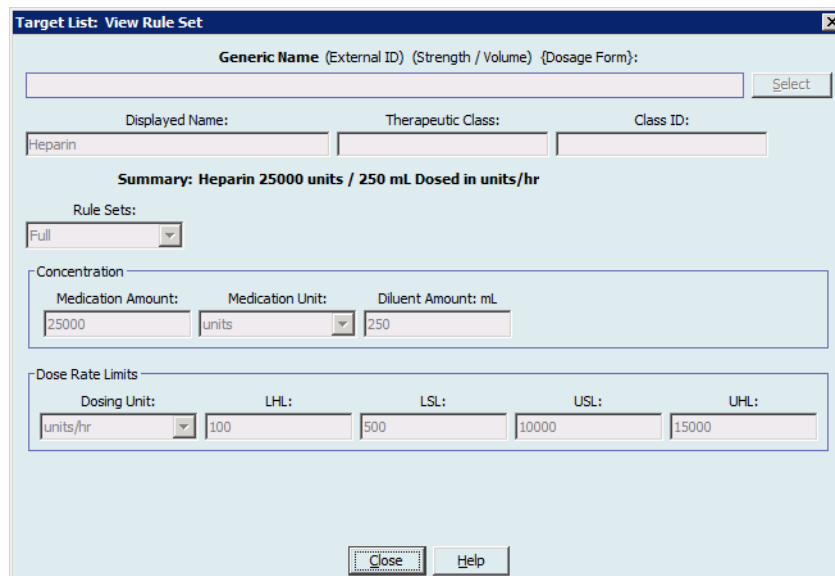 Target List: View Rule Set
Generic Name (External ID) (Strength / Volume) {Dosage Form}:
Select
Displayed Name: Therapeutic Class: Class ID:
Heparin
Summary: Heparin 25000 units / 250 mL Dosed in units/hr
Rule Sets:
Full
Concentration
Medication Amount: Medication Unit: Diluent Amount: mL
25000 units 250
Dose Rate Limits
Dosing Unit: LHL: LSL: USL: UHL:
units/hr 100 500 10000 15000
Close Help